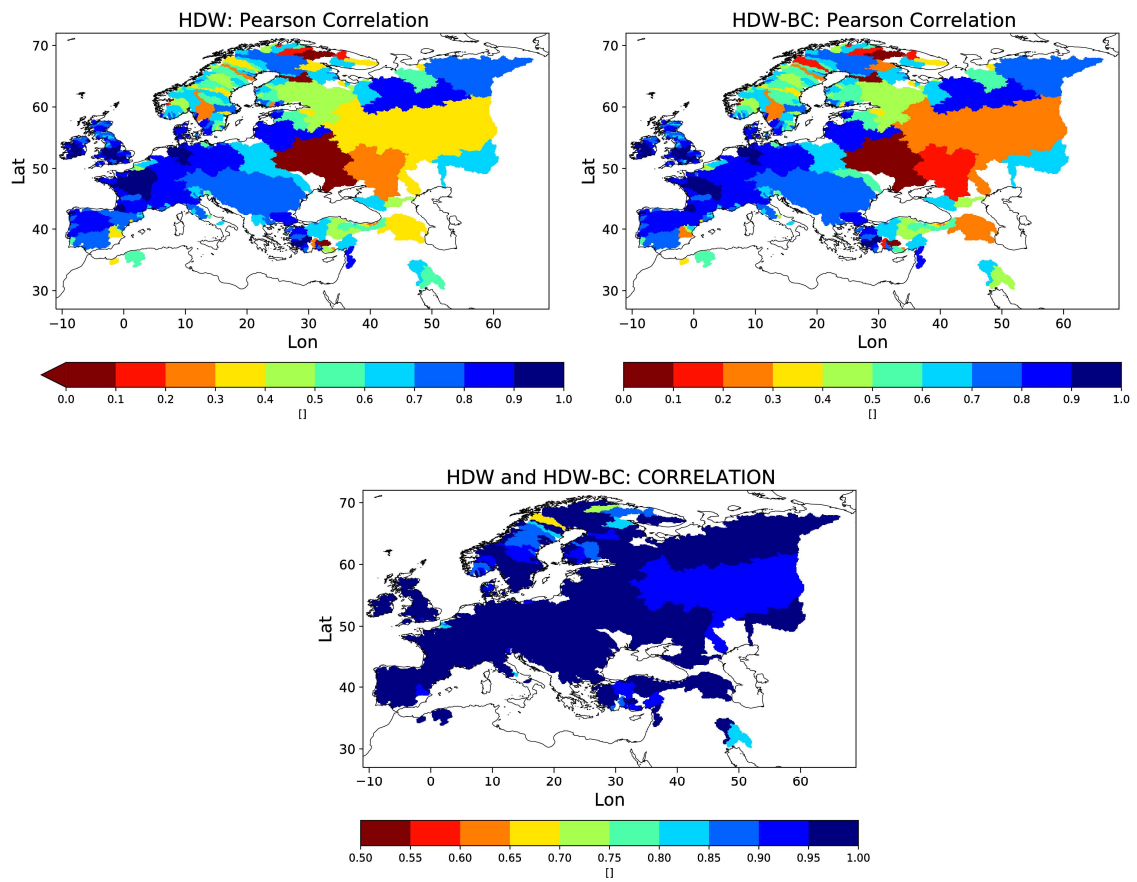 HDW: Pearson Correlation
70
60
50
40
30
Lat
−10 0 10 20 30 40 50 60
Lon
0.0 0.1 0.2 0.3 0.4 0.5 0.6 0.7 0.8 0.9 1.0
[]
HDW-BC: Pearson Correlation
70
60
50
40
30
Lat
−10 0 10 20 30 40 50 60
Lon
0.0 0.1 0.2 0.3 0.4 0.5 0.6 0.7 0.8 0.9 1.0
[]
HDW and HDW-BC: CORRELATION
70
60
50
40
30
Lat
−10 0 10 20 30 40 50 60
Lon
0.50 0.55 0.60 0.65 0.70 0.75 0.80 0.85 0.90 0.95 1.00
[]